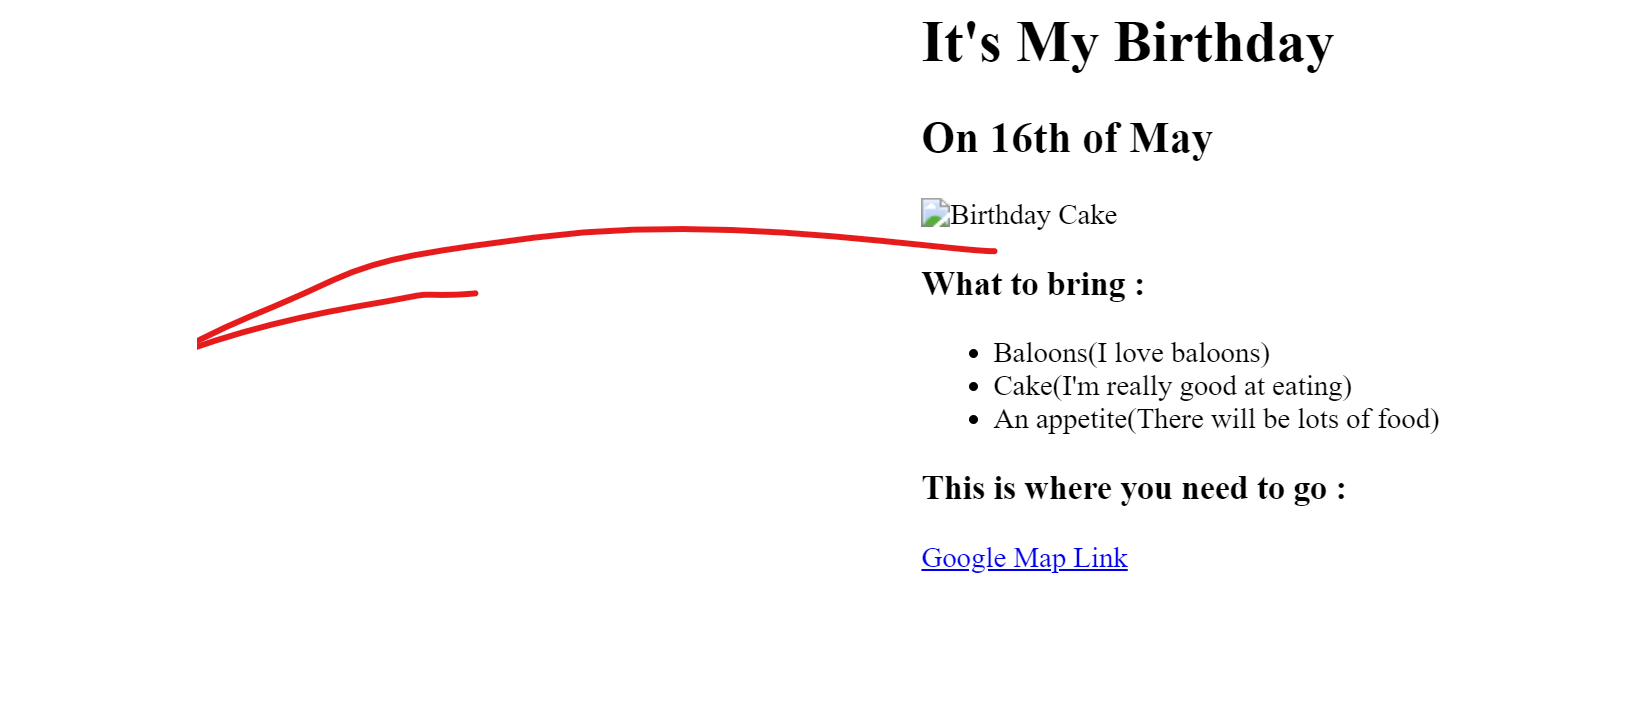 It's My Birthday
On 16th of May
Birthday Cake
What to bring :
Baloons(I love baloons)
Cake(I'm really good at eating)
An appetite(There will be lots of food)
This is where you need to go :
Google Map Link